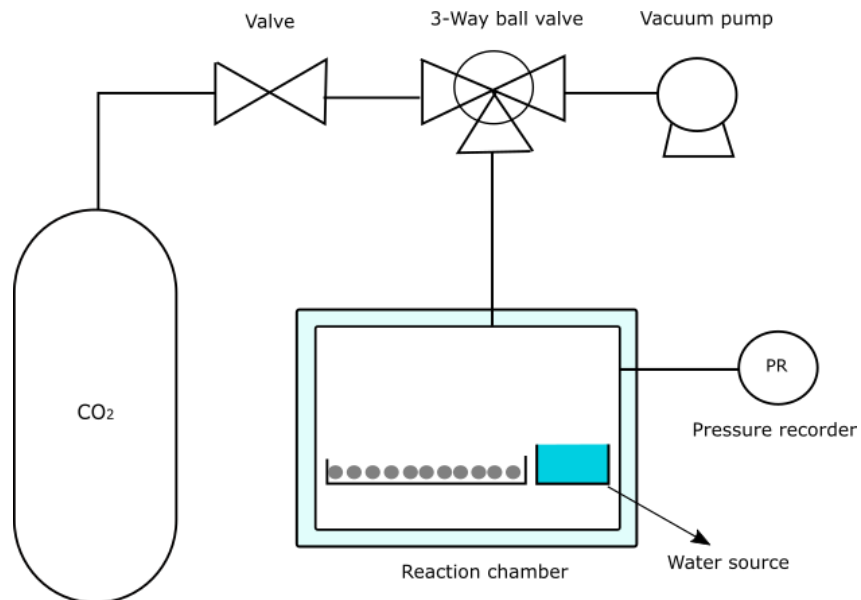 Valve
3-Way ball valve
Vacuum pump
CO2
PR
Pressure recorder
Water source
Reaction chamber